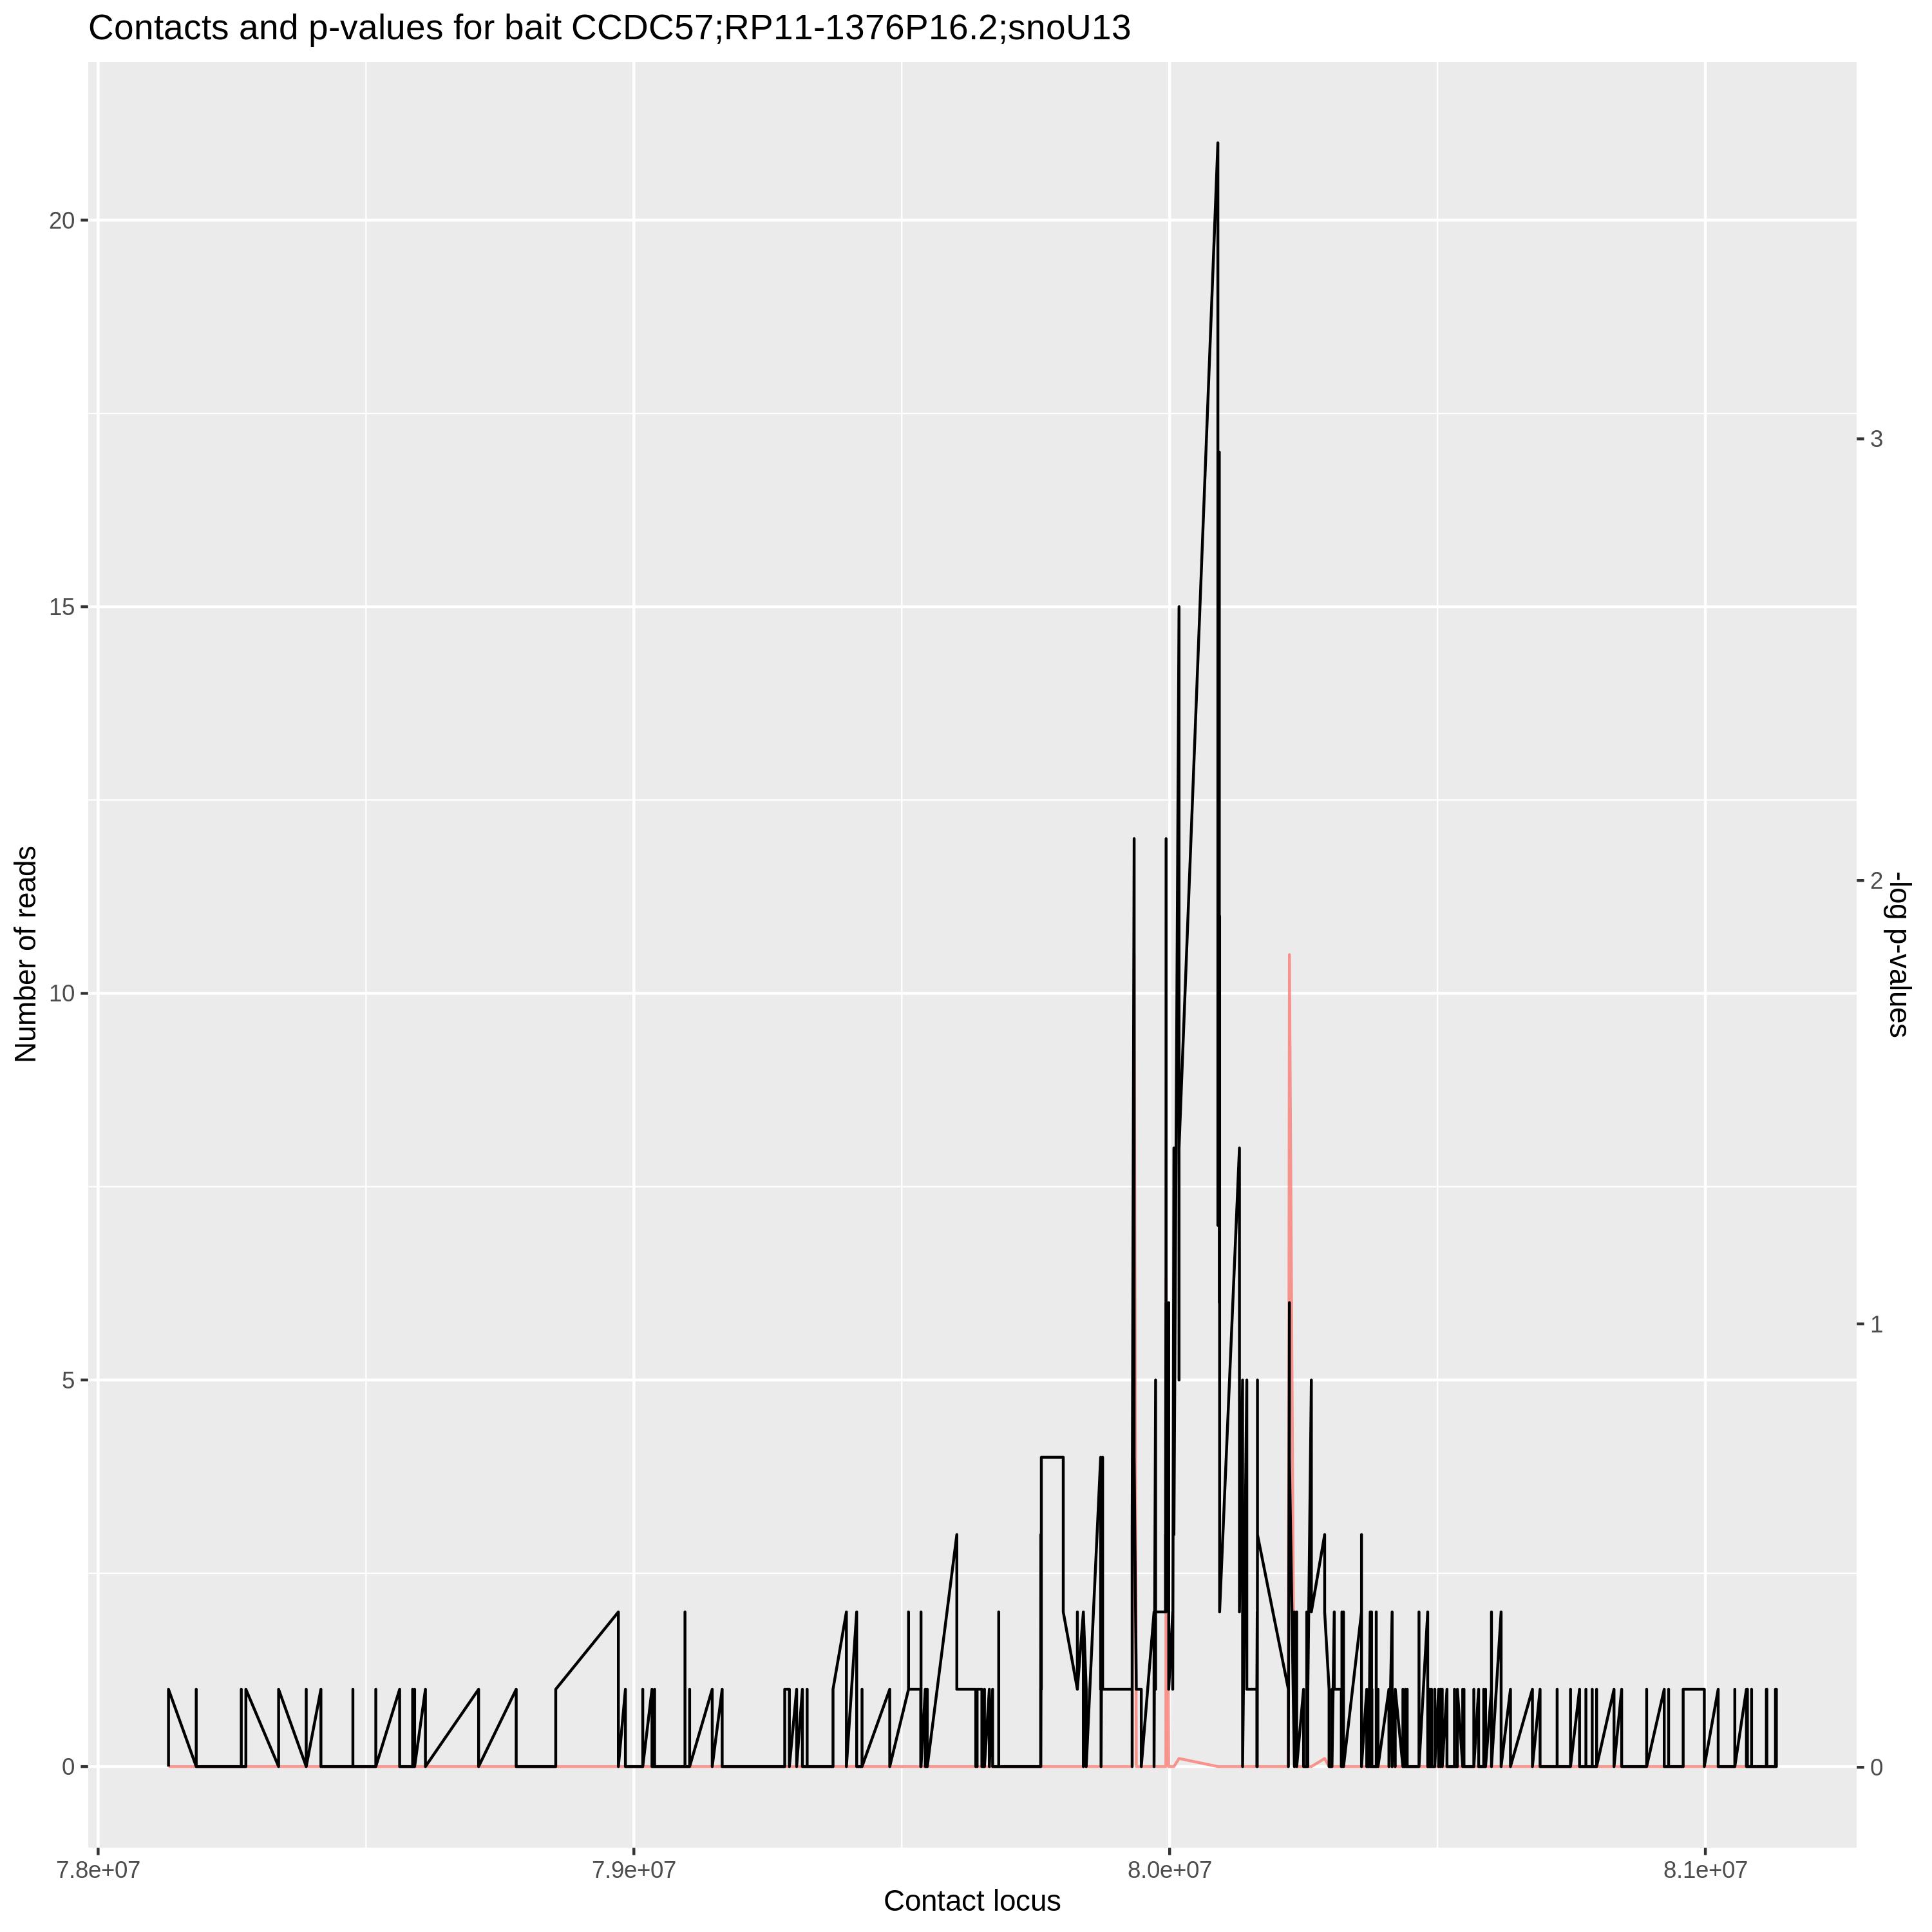 Contacts and p-values for bait CCDC57;RP11-1376P16.2;snoU13
20
15
10
5
0
Number of reads
3
2
1
0
-log p-values
7.8e+07 7.9e+07 8.0e+07 8.1e+07
Contact locus